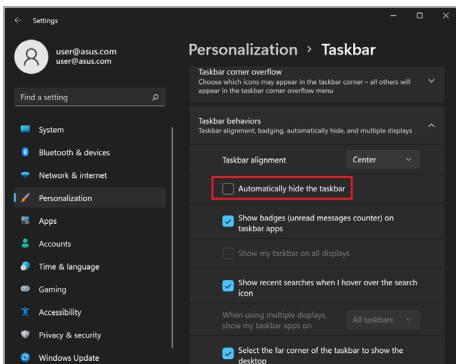 Settings
user@asus.com
user@asus.com
Find a setting
System
Bluetooth & devices
Network & internet
Personalization
Apps
Accounts
Time & language
Gaming
Accessibility
Privacy & security
Windows Update
Personalization > Taskbar
Taskbar corner overflow
Choose which icons may appear in the taskbar corner – all others will
appear in the taskbar corner overflow menu
Taskbar behaviors
Taskbar alignment, badging, automatically hide, and multiple displays
Taskbar alignment
Center
Automatically hide the taskbar
Show badges (unread messages counter) on
taskbar apps
Show my taskbar on all displays
Show recent searches when I hover over the search
icon
When using multiple displays,
show my taskbar apps on
All taskbars
Select the far corner of the taskbar to show the
desktop